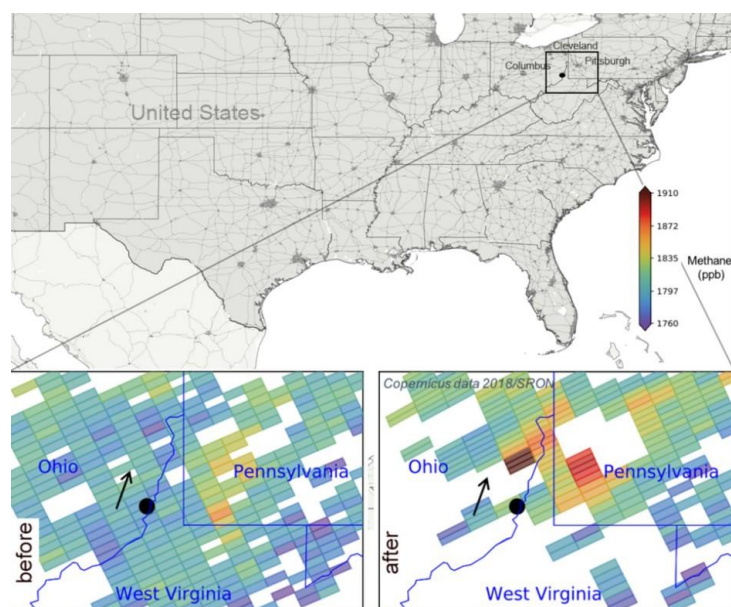 Cleveland
Columbus
Pittsburgh
United States
1910
1872
1835
1797
1760
Methane
(ppb)
Copernicus data 2018/SRON
Ohio
Pennsylvania
West Virginia
before
Ohio
Pennsylvania
West Virginia
after